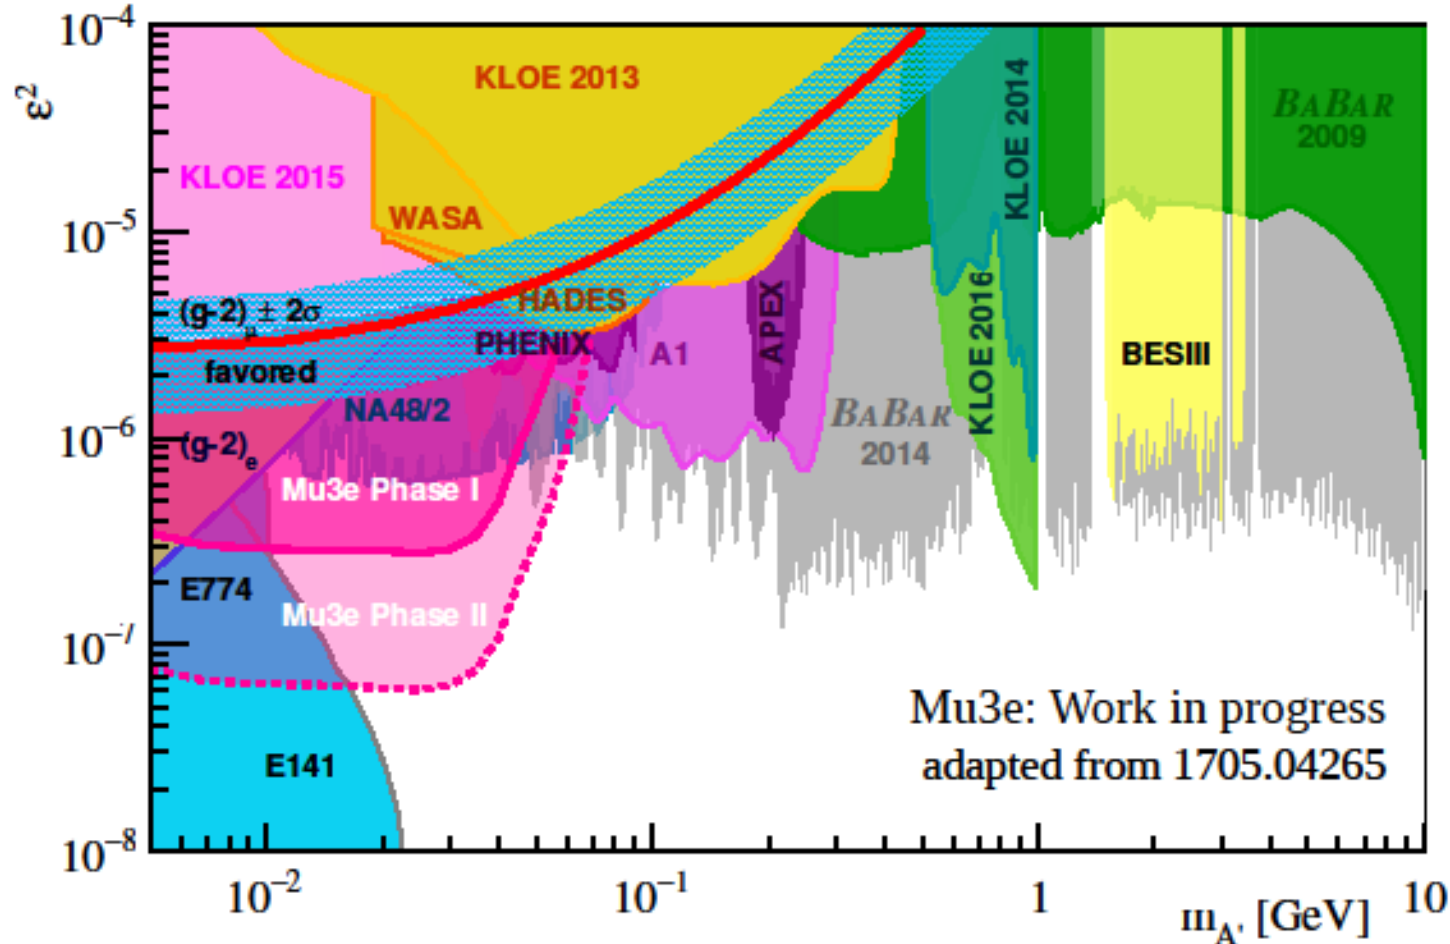 ε²
10⁻⁴
10⁻⁵
10⁻⁶
10⁻⁷
10⁻⁸
KLOE 2013
KLOE 2015
WASA
HADES
(g-2)μ ± 2σ
favored
PHENIX
NA48/2
(g-2)e
Mu3e Phase I
Mu3e Phase II
E774
E141
A1
APEX
BABAR
2014
KLOE 2016
KLOE 2014
BESIII
BABAR
2009
Mu3e: Work in progress
adapted from 1705.04265
10⁻² 10⁻¹ 1 10
mA' [GeV]